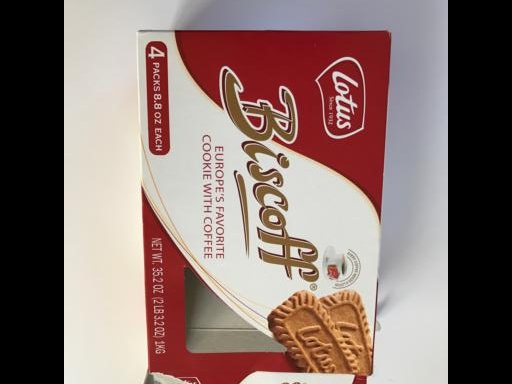 Lotus
Since 1932
Biscoff®
EUROPE'S FAVORITE
COOKIE WITH COFFEE
4 PACKS 8.8 OZ EACH
NET WT. 35.2 OZ (2 LB 3.2 OZ) 1KG
Lotus